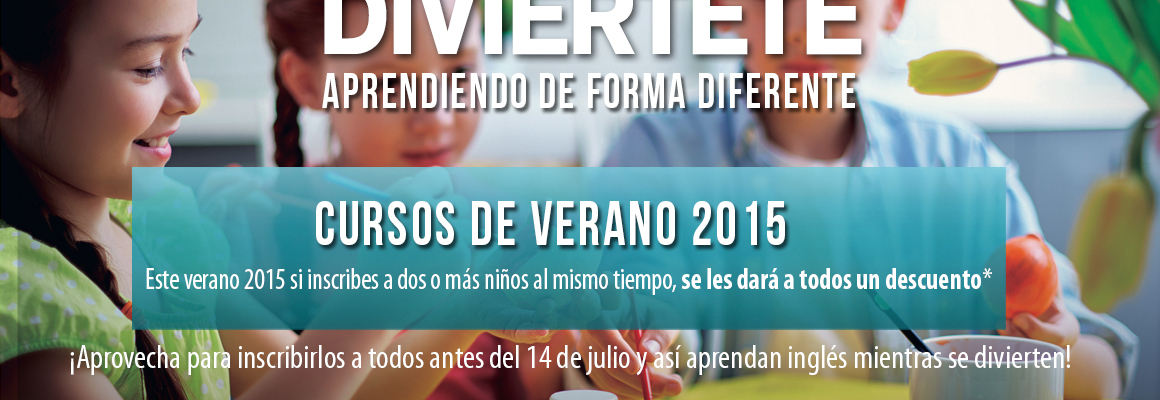 DIVIÉRTETE
APRENDIENDO DE FORMA DIFERENTE
CURSOS DE VERANO 2015
Este verano 2015 si inscribes a dos o más niños al mismo tiempo, se les dará a todos un descuento*
¡Aprovecha para inscribirlos a todos antes del 14 de julio y así aprendan inglés mientras se divierten!